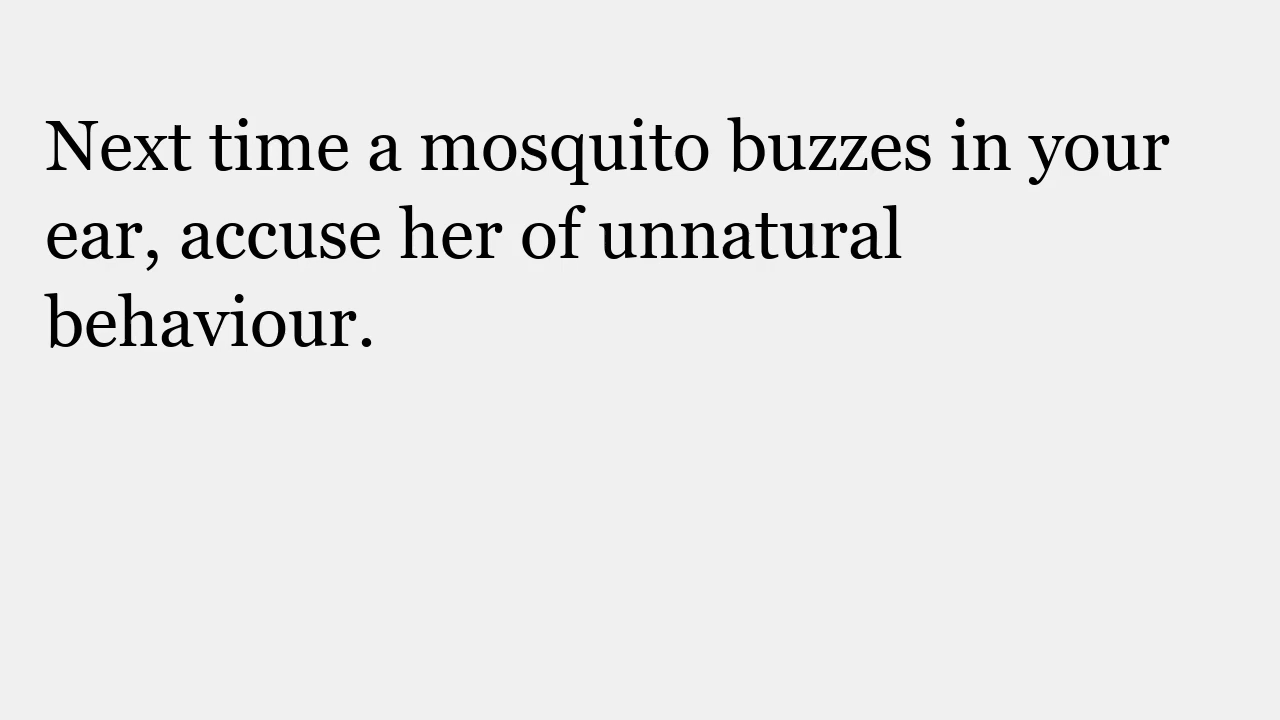 Next time a mosquito buzzes in your
ear, accuse her of unnatural
behaviour.